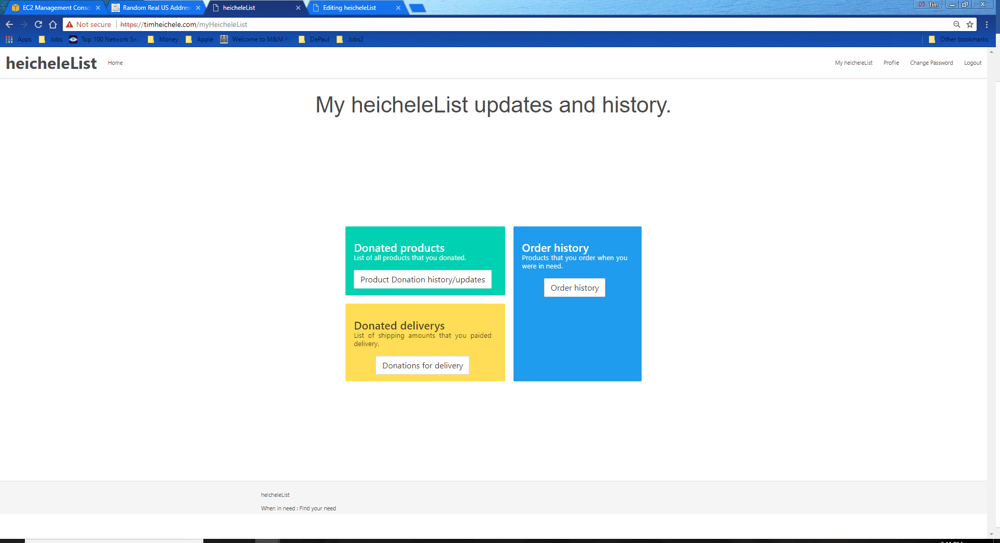 EC2 Management Conso
Random Real US Address
heicheleList
Editing heicheleList
Tim
Not secure
https://timheichele.com/myHeicheleList
Apps
Jobs
Top 100 Network Sec
Money
Apple
Welcome to M&M P
DePaul
Jobs2
Other bookmarks
heicheleList
Home
My heicheleList
Profile
Change Password
Logout
My heicheleList updates and history.
Donated products
List of all products that you donated.
Product Donation history/updates
Order history
Products that you order when you
were in need.
Order history
Donated deliverys
List of shipping amounts that you paided
delivery.
Donations for delivery
heicheleList
When in need : Find your need